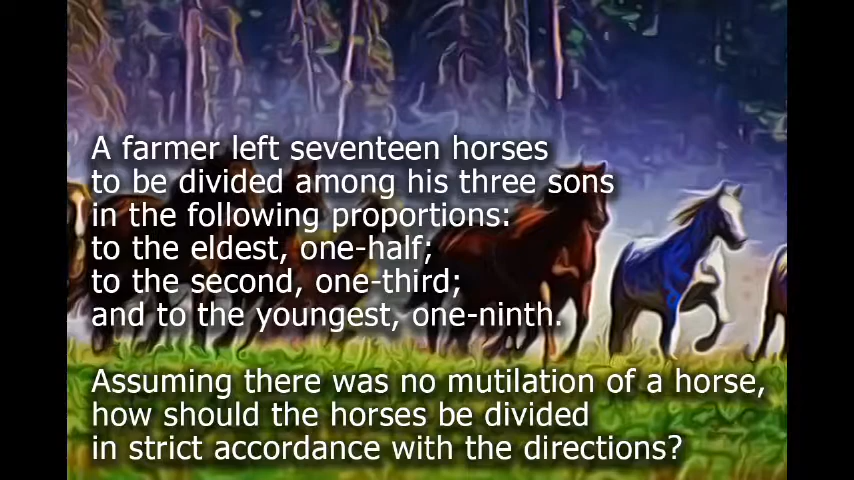 A farmer left seventeen horses
to be divided among his three sons
in the following proportions:
to the eldest, one-half;
to the second, one-third;
and to the youngest, one-ninth.
Assuming there was no mutilation of a horse,
how should the horses be divided
in strict accordance with the directions?